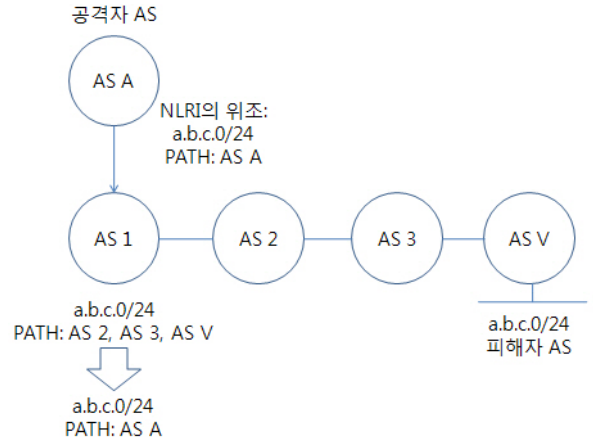 공격자 AS
AS A
NLRI의 위조:
a.b.c.0/24
PATH: AS A
AS 1
AS 2
AS 3
AS V
a.b.c.0/24
PATH: AS 2, AS 3, AS V
a.b.c.0/24
피해자 AS
a.b.c.0/24
PATH: AS A